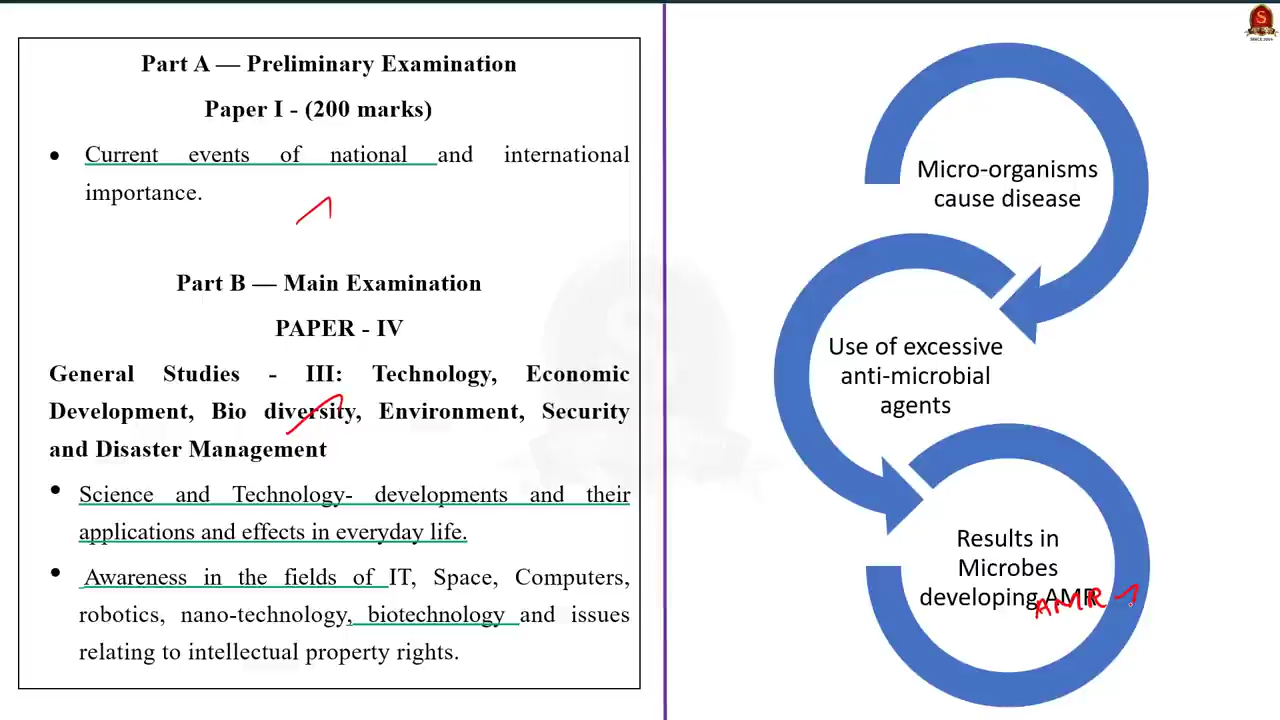 Part A — Preliminary Examination
Paper I - (200 marks)
• Current events of national and international
importance.
Part B — Main Examination
PAPER - IV
General Studies - III: Technology, Economic
Development, Bio diversity, Environment, Security
and Disaster Management
• Science and Technology- developments and their
applications and effects in everyday life.
• Awareness in the fields of IT, Space, Computers,
robotics, nano-technology, biotechnology and issues
relating to intellectual property rights.
Micro-organisms
cause disease
Use of excessive
anti-microbial
agents
Results in
Microbes
developing AMR
AMR